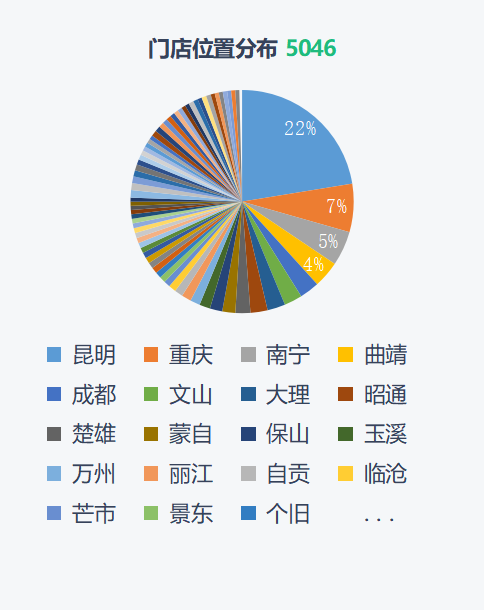 门店位置分布 5046
22%
7%
5%
4%
昆明 重庆 南宁 曲靖
成都 文山 大理 昭通
楚雄 蒙自 保山 玉溪
万州 丽江 自贡 临沧
芒市 景东 个旧 ...